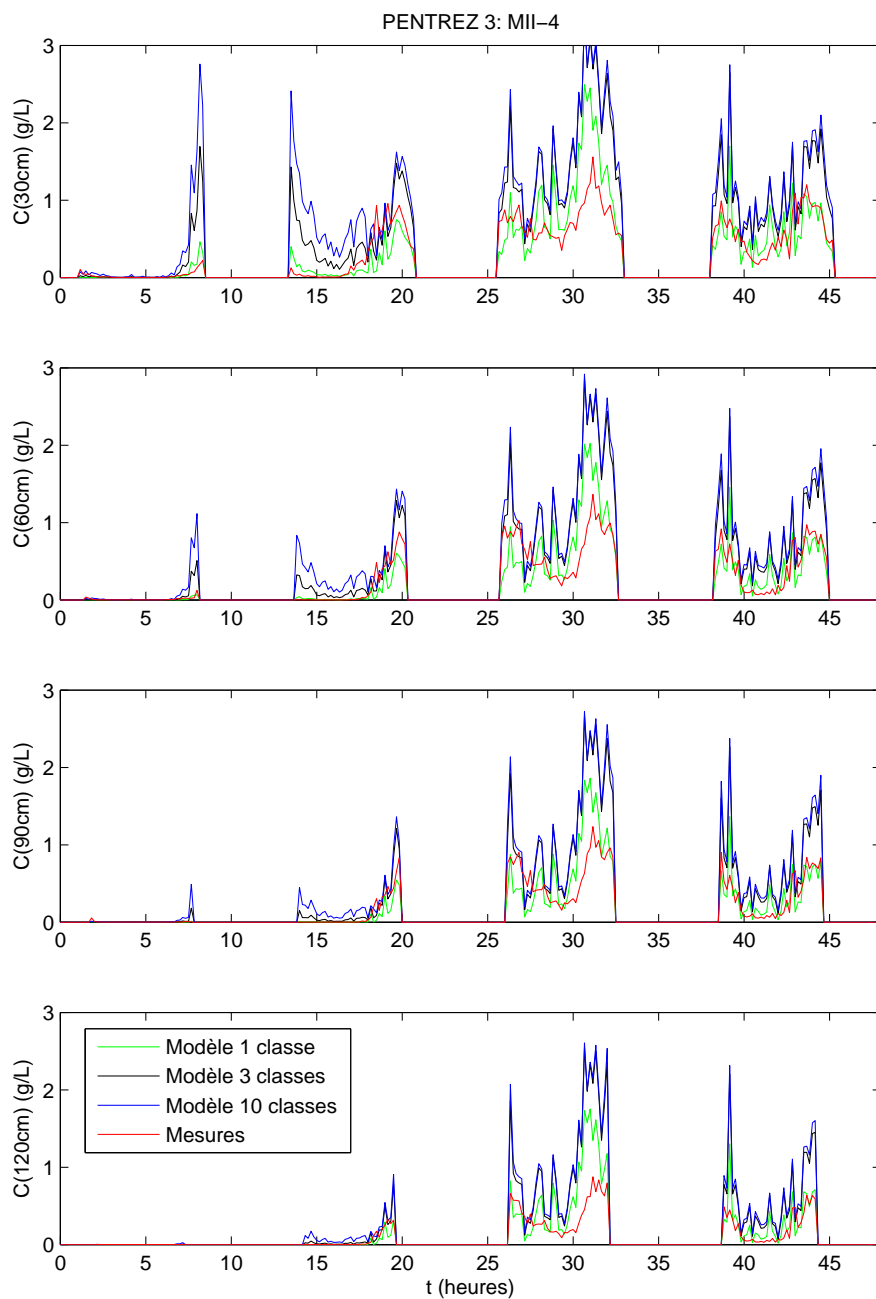 PENTREZ 3: MII−4
C(30cm) (g/L)
3
2
1
0
0 5 10 15 20 25 30 35 40 45
C(60cm) (g/L)
3
2
1
0
0 5 10 15 20 25 30 35 40 45
C(90cm) (g/L)
3
2
1
0
0 5 10 15 20 25 30 35 40 45
C(120cm) (g/L)
3
2
1
0
Modèle 1 classe
Modèle 3 classes
Modèle 10 classes
Mesures
0 5 10 15 20 25 30 35 40 45
t (heures)